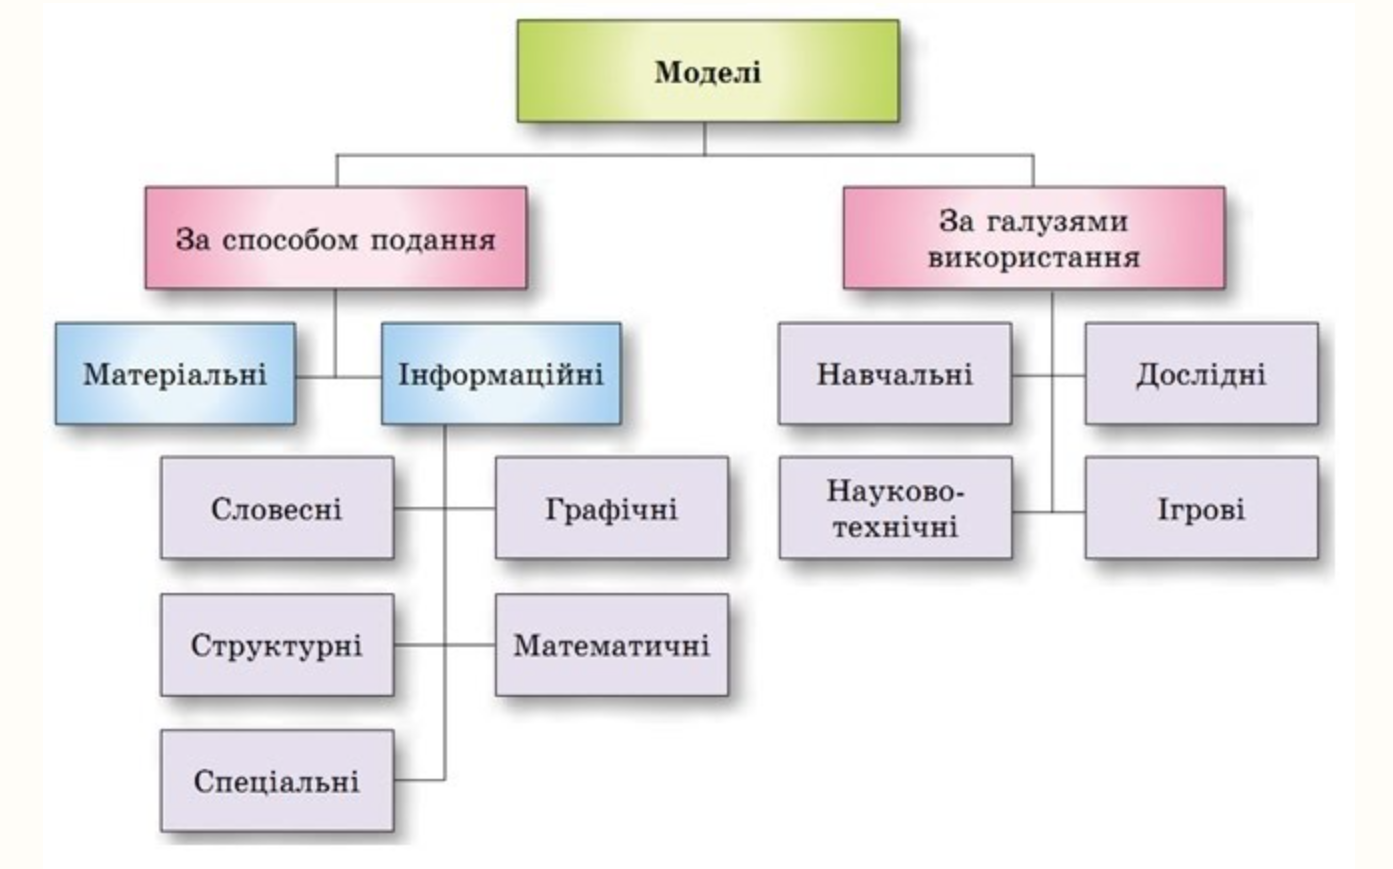 Моделі
За способом подання
За галузями
використання
Матеріальні
Інформаційні
Навчальні
Дослідні
Словесні
Графічні
Науково-
технічні
Ігрові
Структурні
Математичні
Спеціальні